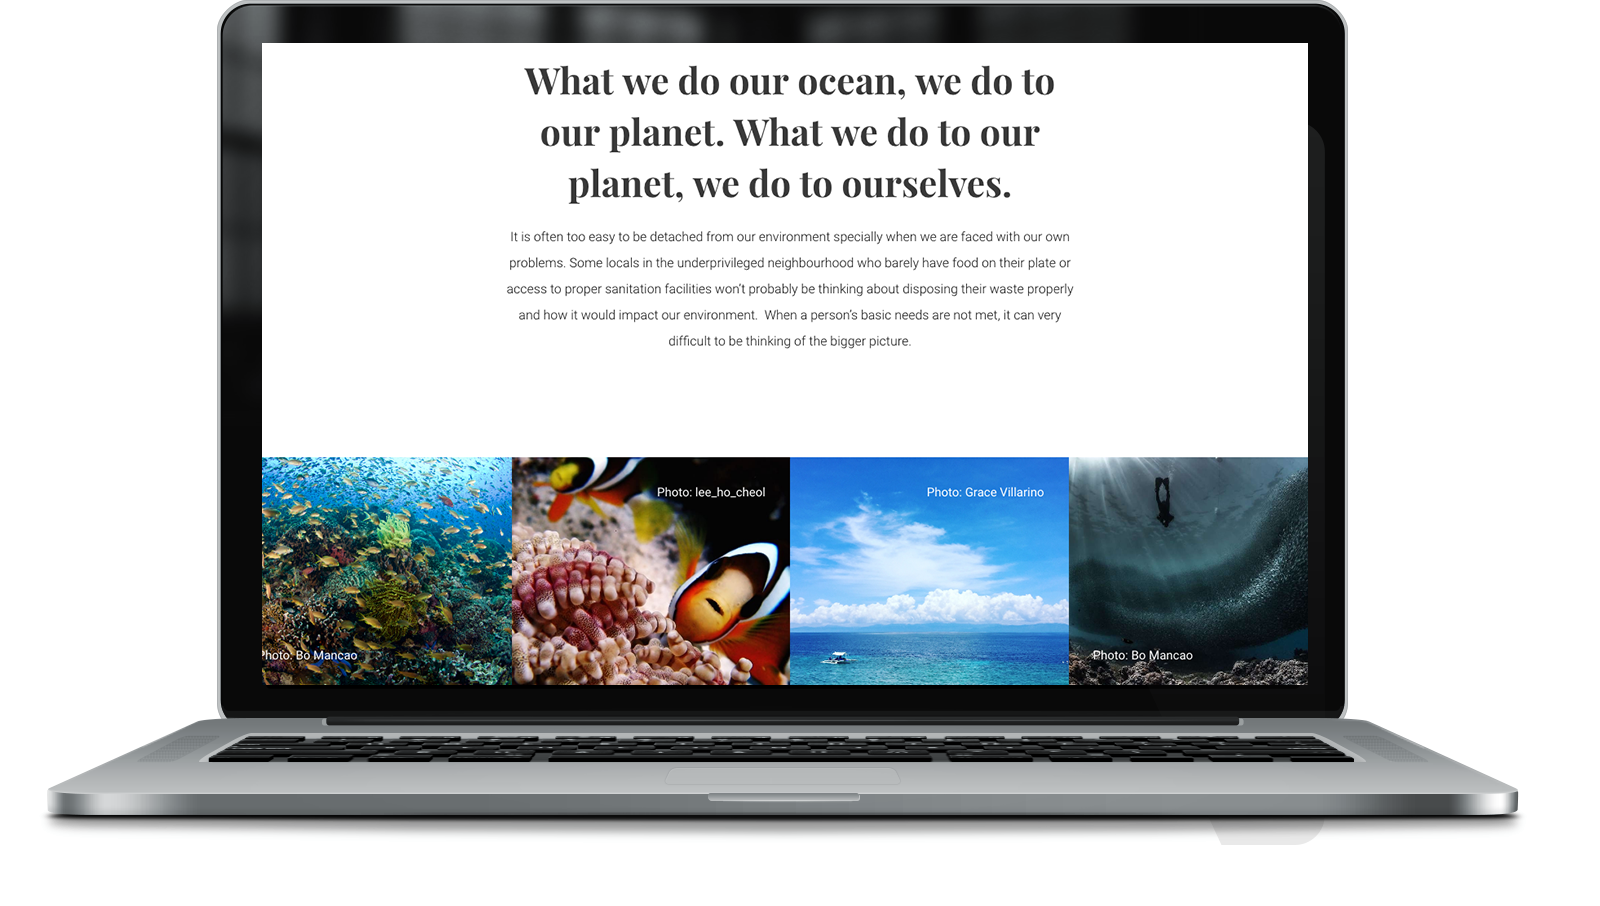 What we do our ocean, we do to
our planet. What we do to our
planet, we do to ourselves.
It is often too easy to be detached from our environment specially when we are faced with our own
problems. Some locals in the underprivileged neighbourhood who barely have food on their plate or
access to proper sanitation facilities won't probably be thinking about disposing their waste properly
and how it would impact our environment.  When a person's basic needs are not met, it can very
difficult to be thinking of the bigger picture.
Photo: lee_ho_cheol
Photo: Grace Villarino
hoto: Bo Mancao
Photo: Bo Mancao